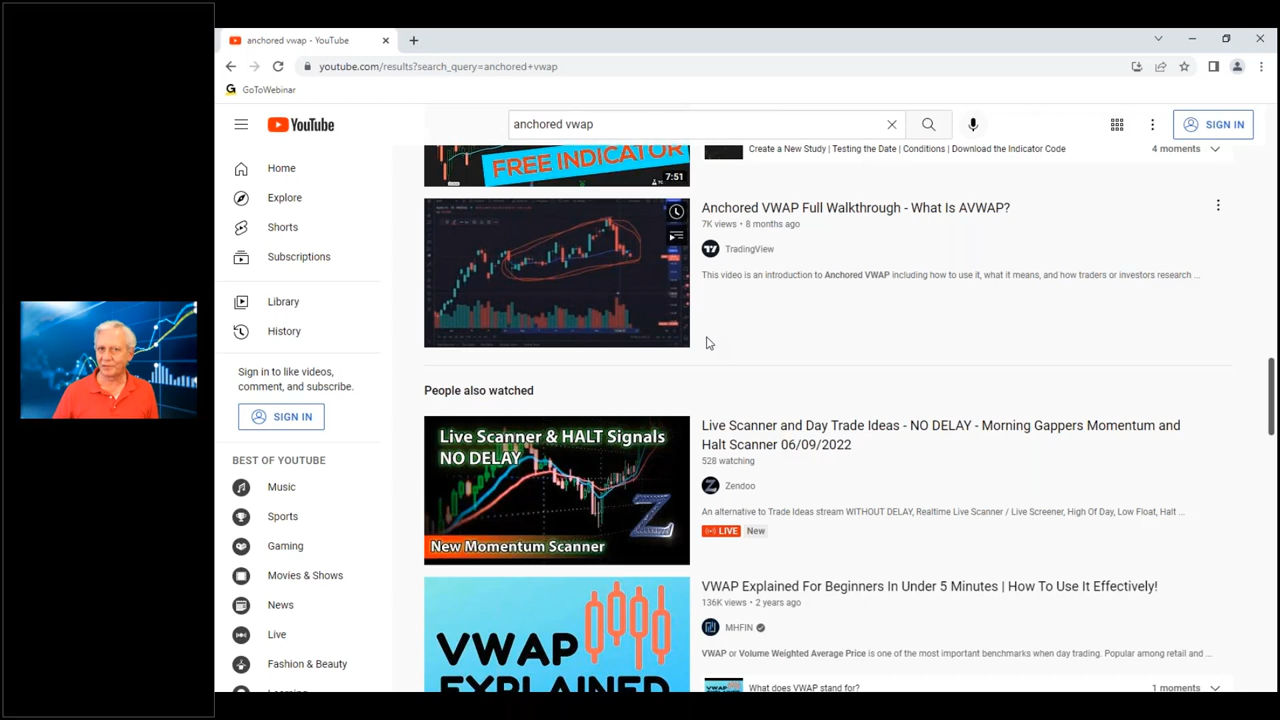 anchored vwap - YouTube
youtube.com/results?search_query=anchored+vwap
GoToWebinar
YouTube
anchored vwap
SIGN IN
Home
Explore
Shorts
Subscriptions
Library
History
Sign in to like videos,
comment, and subscribe.
SIGN IN
BEST OF YOUTUBE
Music
Sports
Gaming
Movies & Shows
News
Live
Fashion & Beauty
FREE INDICATOR
7:51
Create a New Study | Testing the Date | Conditions | Download the Indicator Code
4 moments
Anchored VWAP Full Walkthrough - What Is AVWAP?
7K views • 8 months ago
TradingView
This video is an introduction to Anchored VWAP including how to use it, what it means, and how traders or investors research ...
People also watched
Live Scanner & HALT Signals
NO DELAY
New Momentum Scanner
Live Scanner and Day Trade Ideas - NO DELAY - Morning Gappers Momentum and
Halt Scanner 06/09/2022
528 watching
Zendoo
An alternative to Trade Ideas stream WITHOUT DELAY, Realtime Live Scanner / Live Screener, High Of Day, Low Float, Halt ...
LIVE New
VWAP
EXPLAINED
VWAP Explained For Beginners In Under 5 Minutes | How To Use It Effectively!
136K views • 2 years ago
MHFIN
VWAP or Volume Weighted Average Price is one of the most important benchmarks when day trading. Popular among retail and ...
What does VWAP stand for?
1 moments